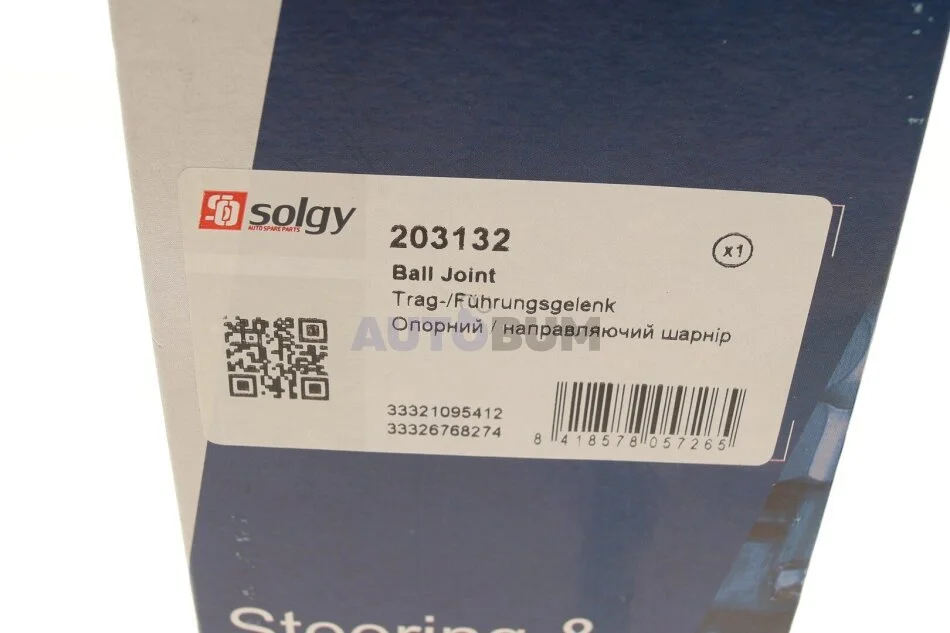 solgy
AUTO SPARE PARTS
203132
x1
Ball Joint
Trag-/Führungsgelenk
Опорний / направляючий шарнір
AUTOBUM
33321095412
33326768274
8 418578 057265
Steering &